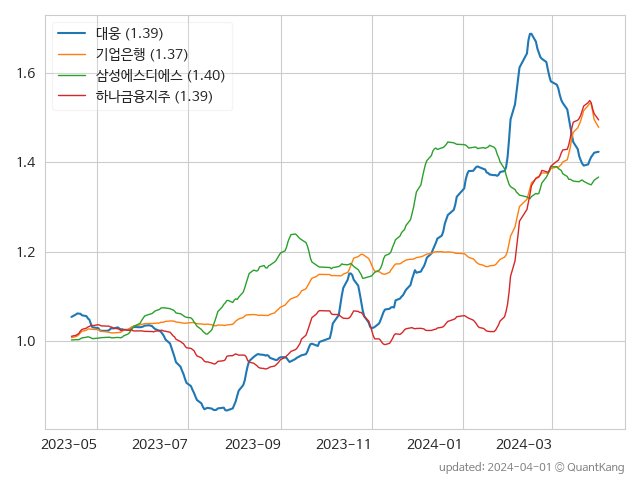 대웅 (1.39)
기업은행 (1.37)
삼성에스디에스 (1.40)
하나금융지주 (1.39)
1.6
1.4
1.2
1.0
2023-05 2023-07 2023-09 2023-11 2024-01 2024-03
updated: 2024-04-01 © QuantKang